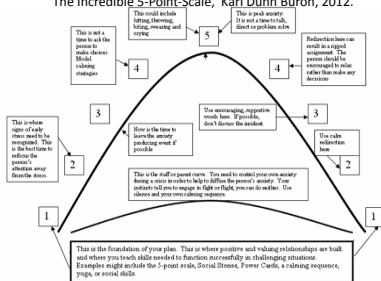 The Incredible 5-Point-Scale, Kari Dunn Buron, 2012.
This could include
hitting, throwing,
biting, swearing and
crying
This is peak anxiety.
It is not a time to talk,
direct or problem solve
5
This is not a
time to ask the
person to
make choices
Model
calming
strategies
4
4
Redirection here can
result in a ripped
assignment. The
person should be
encouraged to relax
rather than make any
decisions
3
Use encouraging, supportive
words here. If possible,
don't discuss the incident.
3
This is where
signs of early
stress need to be
recognized. This
is the best time to
refocus the
person's
attention away
from the stress.
2
Now is the time to
leave the anxiety
producing event if
possible
Use calm
redirection
here
2
This is the staff or parent curve. You need to control your own anxiety
during a crisis in order to help to diffuse the person's anxiety. Your
instincts tell you to engage in fight or flight, you can do neither. Use
silence and your own calming sequence.
1
1
This is the foundation of your plan. This is where positive and valuing relationships are built
and where you teach skills needed to function successfully in challenging situations.
Examples might include the 5-point scale, Social Stories, Power Cards, a calming sequence,
yoga, or social skills.